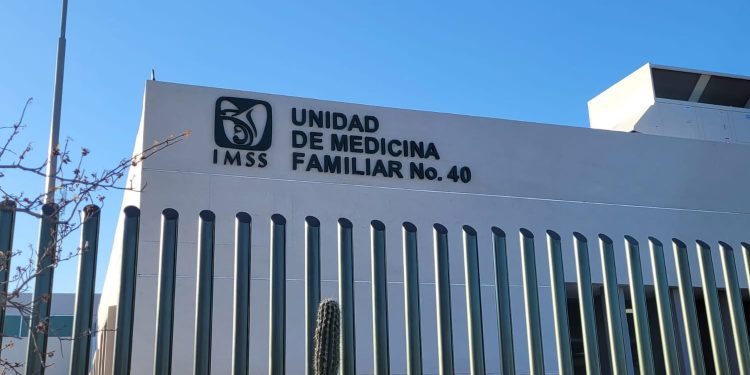 IMSS
UNIDAD
DE MEDICINA
FAMILIAR No. 40